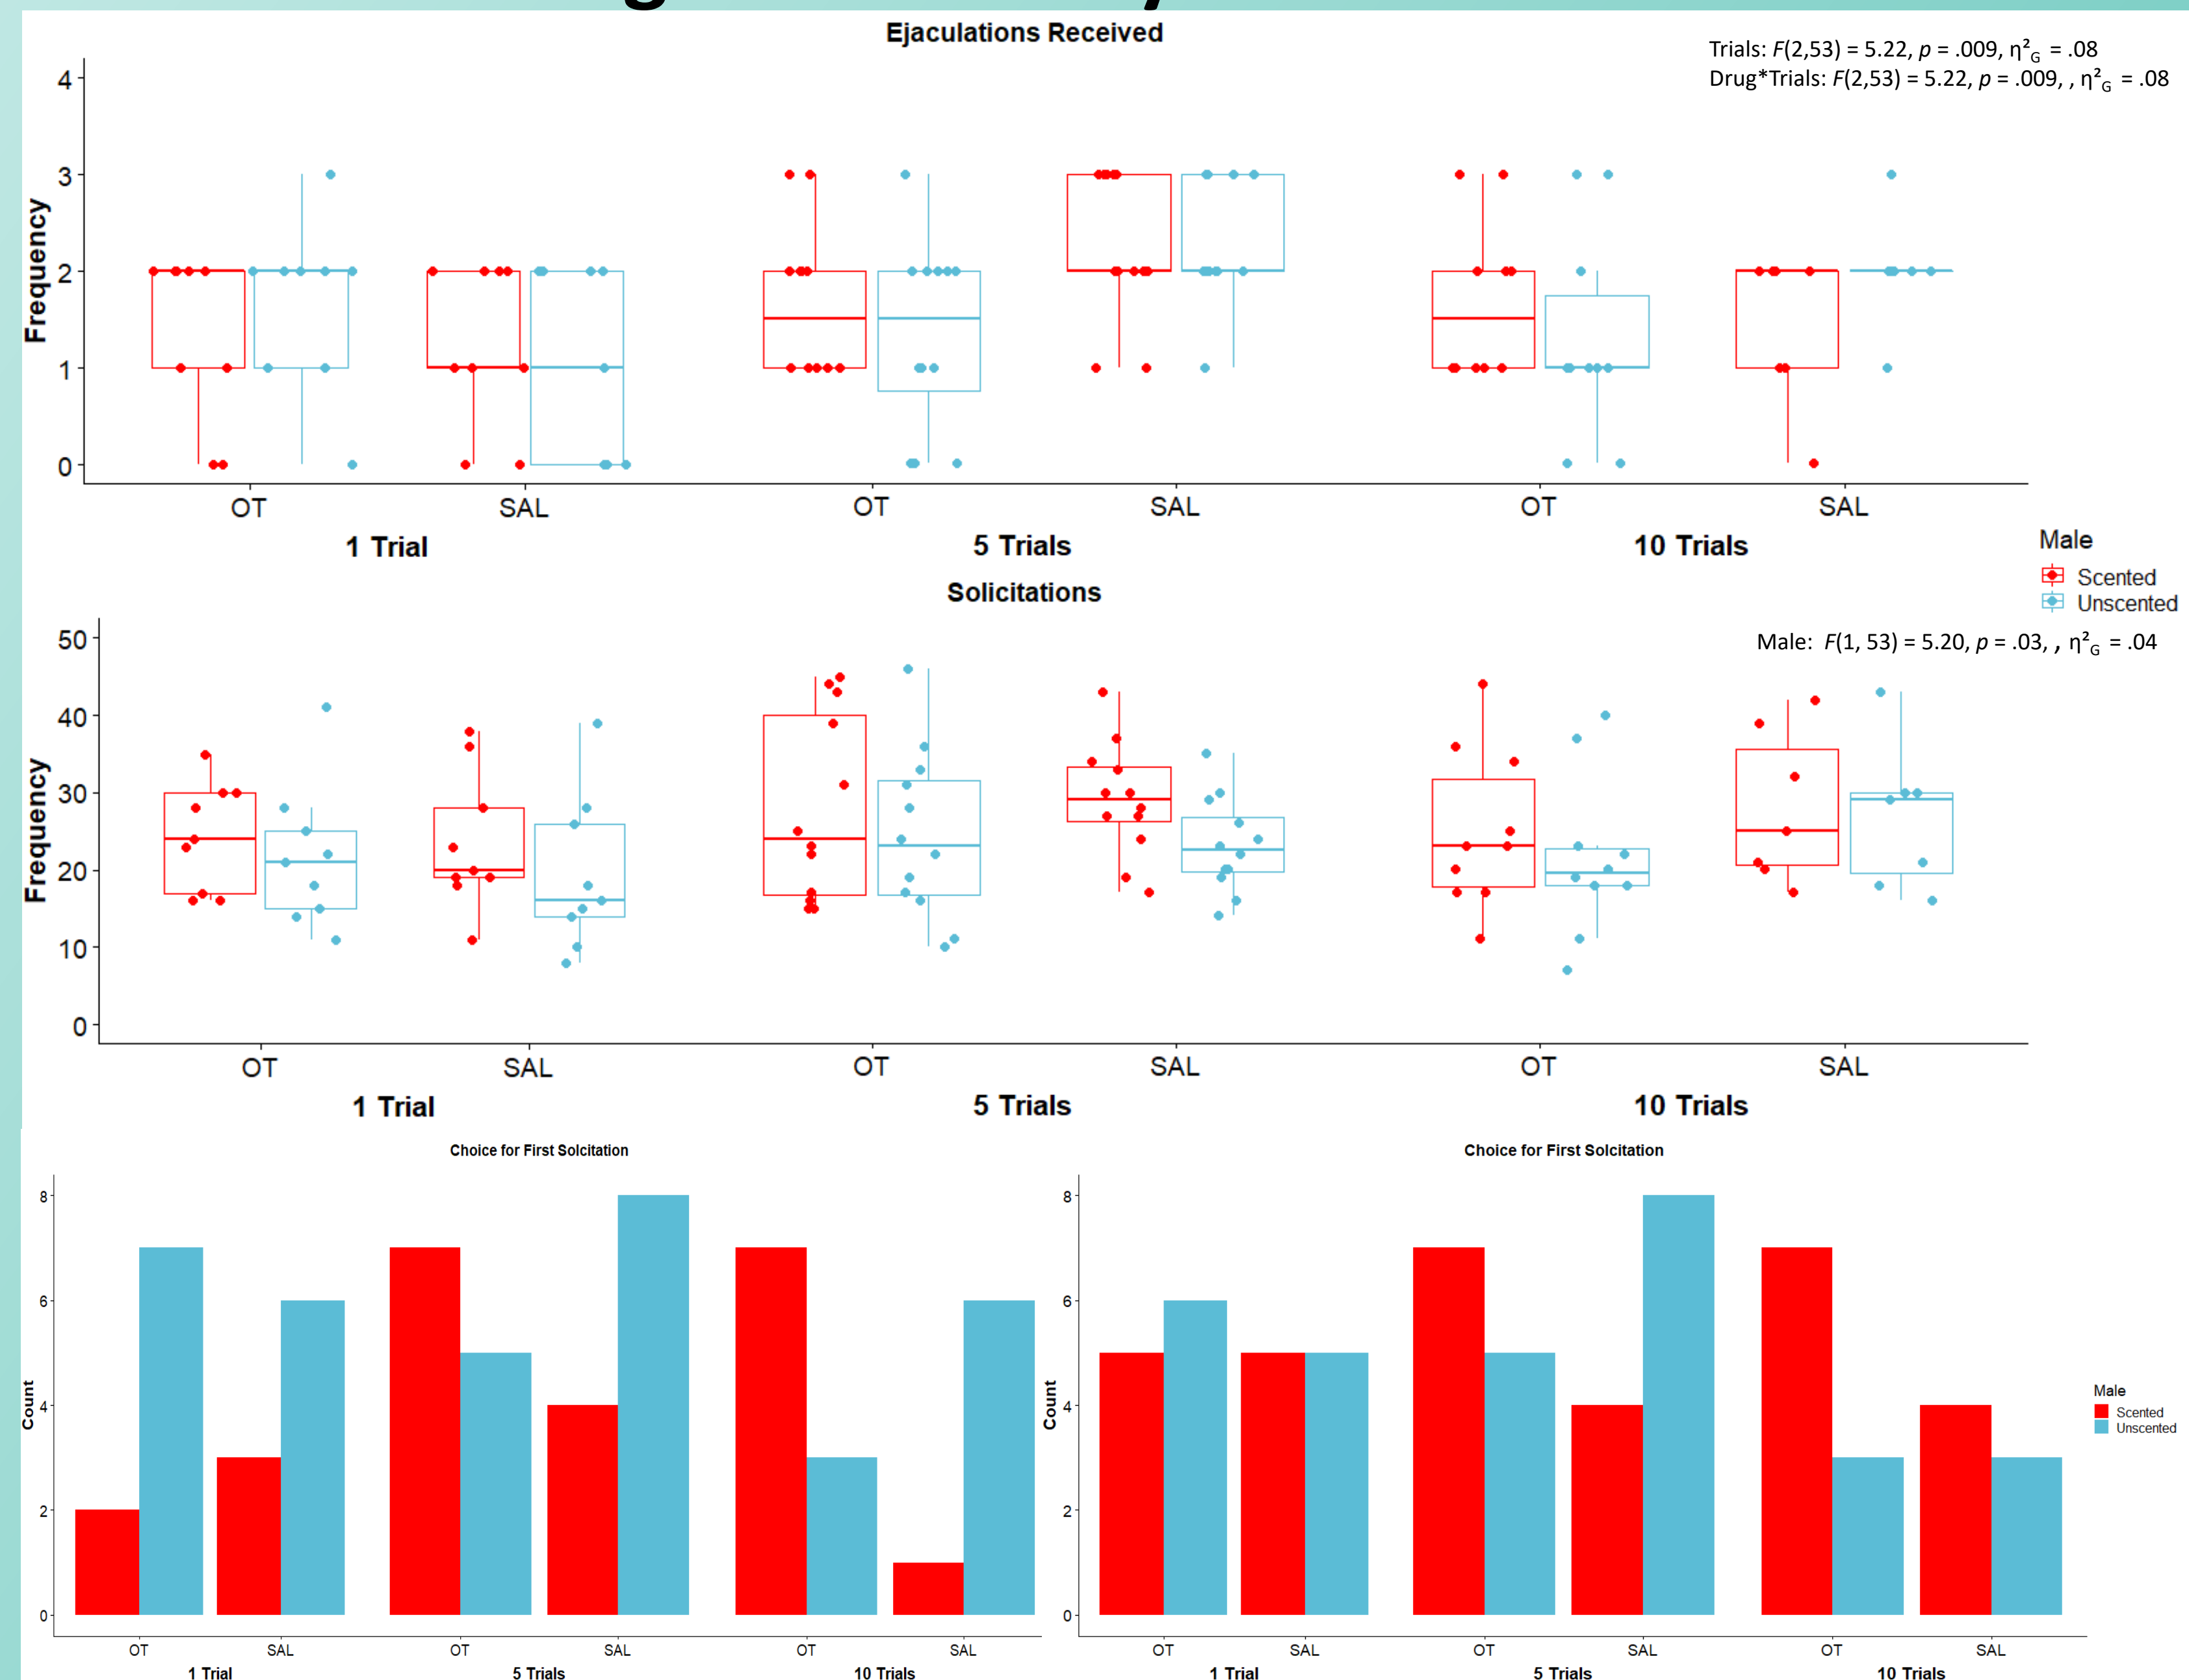 Ejaculations Received
Trials: F(2,53) = 5.22, p = .009, η²G = .08
Drug*Trials: F(2,53) = 5.22, p = .009, , η²G = .08
Frequency
4
3
2
1
0
OT
SAL
OT
SAL
OT
SAL
1 Trial
5 Trials
10 Trials
Male
Scented
Unscented
Solicitations
Male: F(1, 53) = 5.20, p = .03, , η²G = .04
Frequency
50
40
30
20
10
0
OT
SAL
OT
SAL
OT
SAL
1 Trial
5 Trials
10 Trials
Choice for First Solcitation
Count
8
6
4
2
0
OT
SAL
OT
SAL
OT
SAL
1 Trial
5 Trials
10 Trials
Choice for First Solcitation
Count
8
6
4
2
0
OT
SAL
OT
SAL
OT
SAL
1 Trial
5 Trials
10 Trials
Male
Scented
Unscented